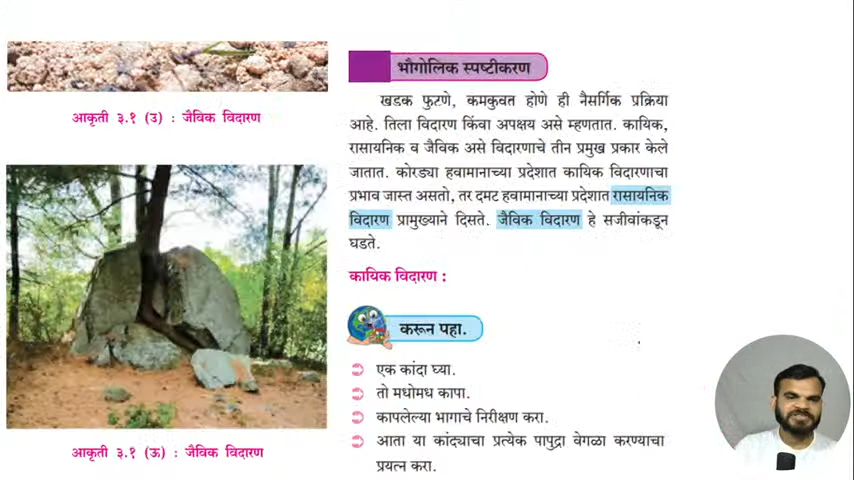 आकृती ३.१ (उ) : जैविक विदारण
आकृती ३.१ (ऊ) : जैविक विदारण
भौगोलिक स्पष्टीकरण
खडक फुटणे, कमकुवत होणे ही नैसर्गिक प्रक्रिया
आहे. तिला विदारण किंवा अपक्षय असे म्हणतात. कायिक,
रासायनिक व जैविक असे विदारणाचे तीन प्रमुख प्रकार केले
जातात. कोरड्या हवामानाच्या प्रदेशात कायिक विदारणाचा
प्रभाव जास्त असतो, तर दमट हवामानाच्या प्रदेशात रासायनिक
विदारण प्रामुख्याने दिसते. जैविक विदारण हे सजीवांकडून
घडते.
कायिक विदारण :
करून पहा.
एक कांदा घ्या.
तो मधोमध कापा.
कापलेल्या भागाचे निरीक्षण करा.
आता या कांद्याचा प्रत्येक पापुद्रा वेगळा करण्याचा
प्रयत्न करा.